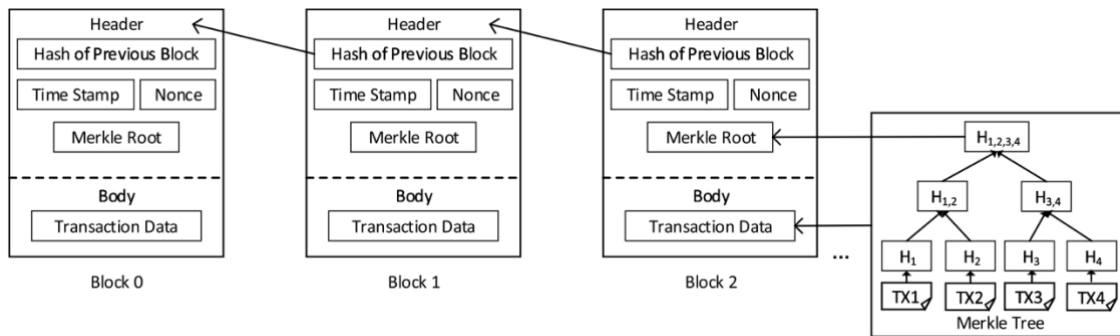 Header
Hash of Previous Block
Time Stamp
Nonce
Merkle Root
Body
Transaction Data
Block 0
Header
Hash of Previous Block
Time Stamp
Nonce
Merkle Root
Body
Transaction Data
Block 1
Header
Hash of Previous Block
Time Stamp
Nonce
Merkle Root
Body
Transaction Data
Block 2
...
H1,2,3,4
H1,2
H3,4
H1
H2
H3
H4
TX1
TX2
TX3
TX4
Merkle Tree